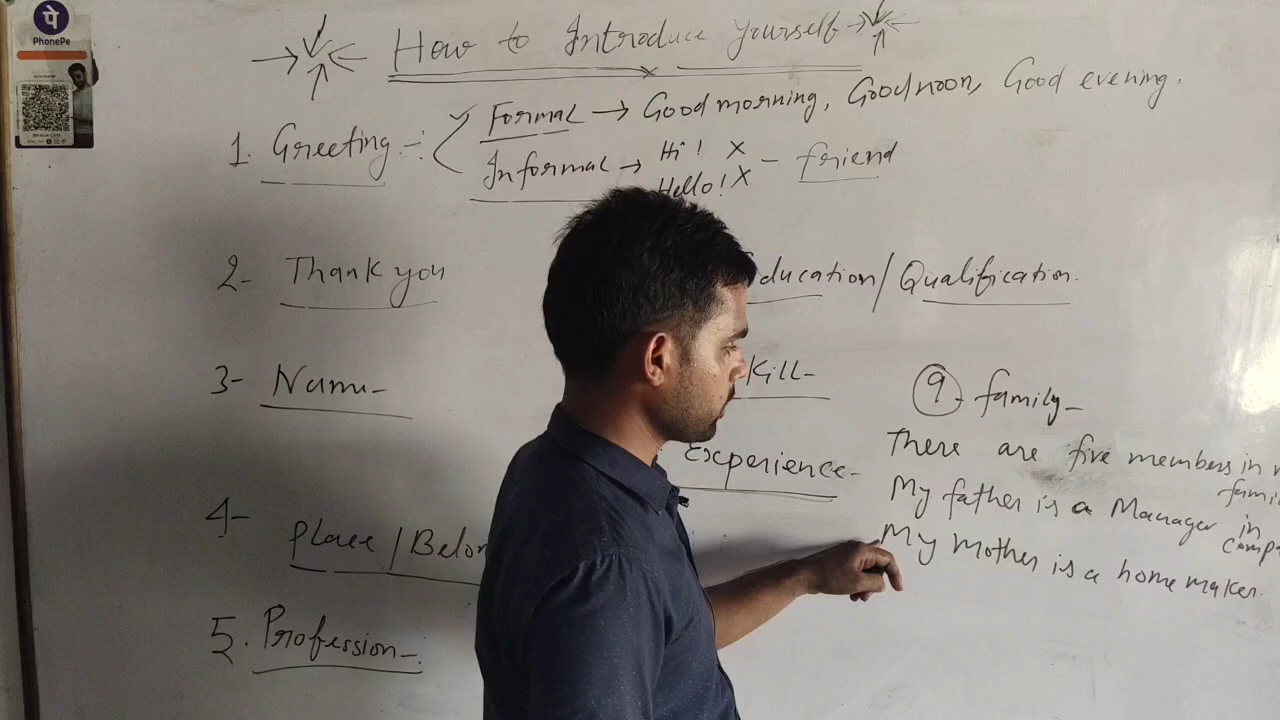 PhonePe
How to Introduce Yourself
1. Greeting :- Formal → Good morning, Good noon, Good evening.
Informal → Hi! X
Hello! X - friend
2- Thank you
ducation/Qualification.
3- Name-
kill-
9 family-
Experience-
There are five members in
famil
My father is a Manager in
comp
4- Place/Belon
My Mother is a home maker.
5. Profession-: